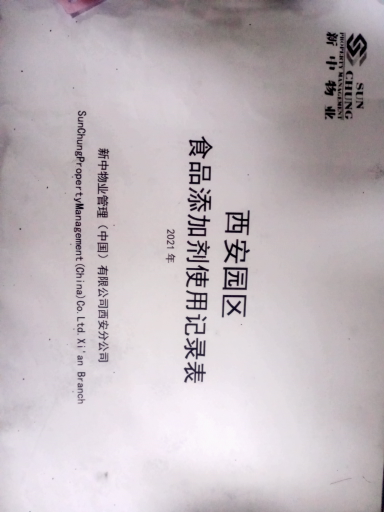 SUN
CHUNG
PROPERTY MANAGEMENT
新中物业
西安园区
食品添加剂使用记录表
2021年
新中物业管理（中国）有限公司西安分公司
SunChungPropertyManagement(China)Co.Ltd.Xi'an Branch